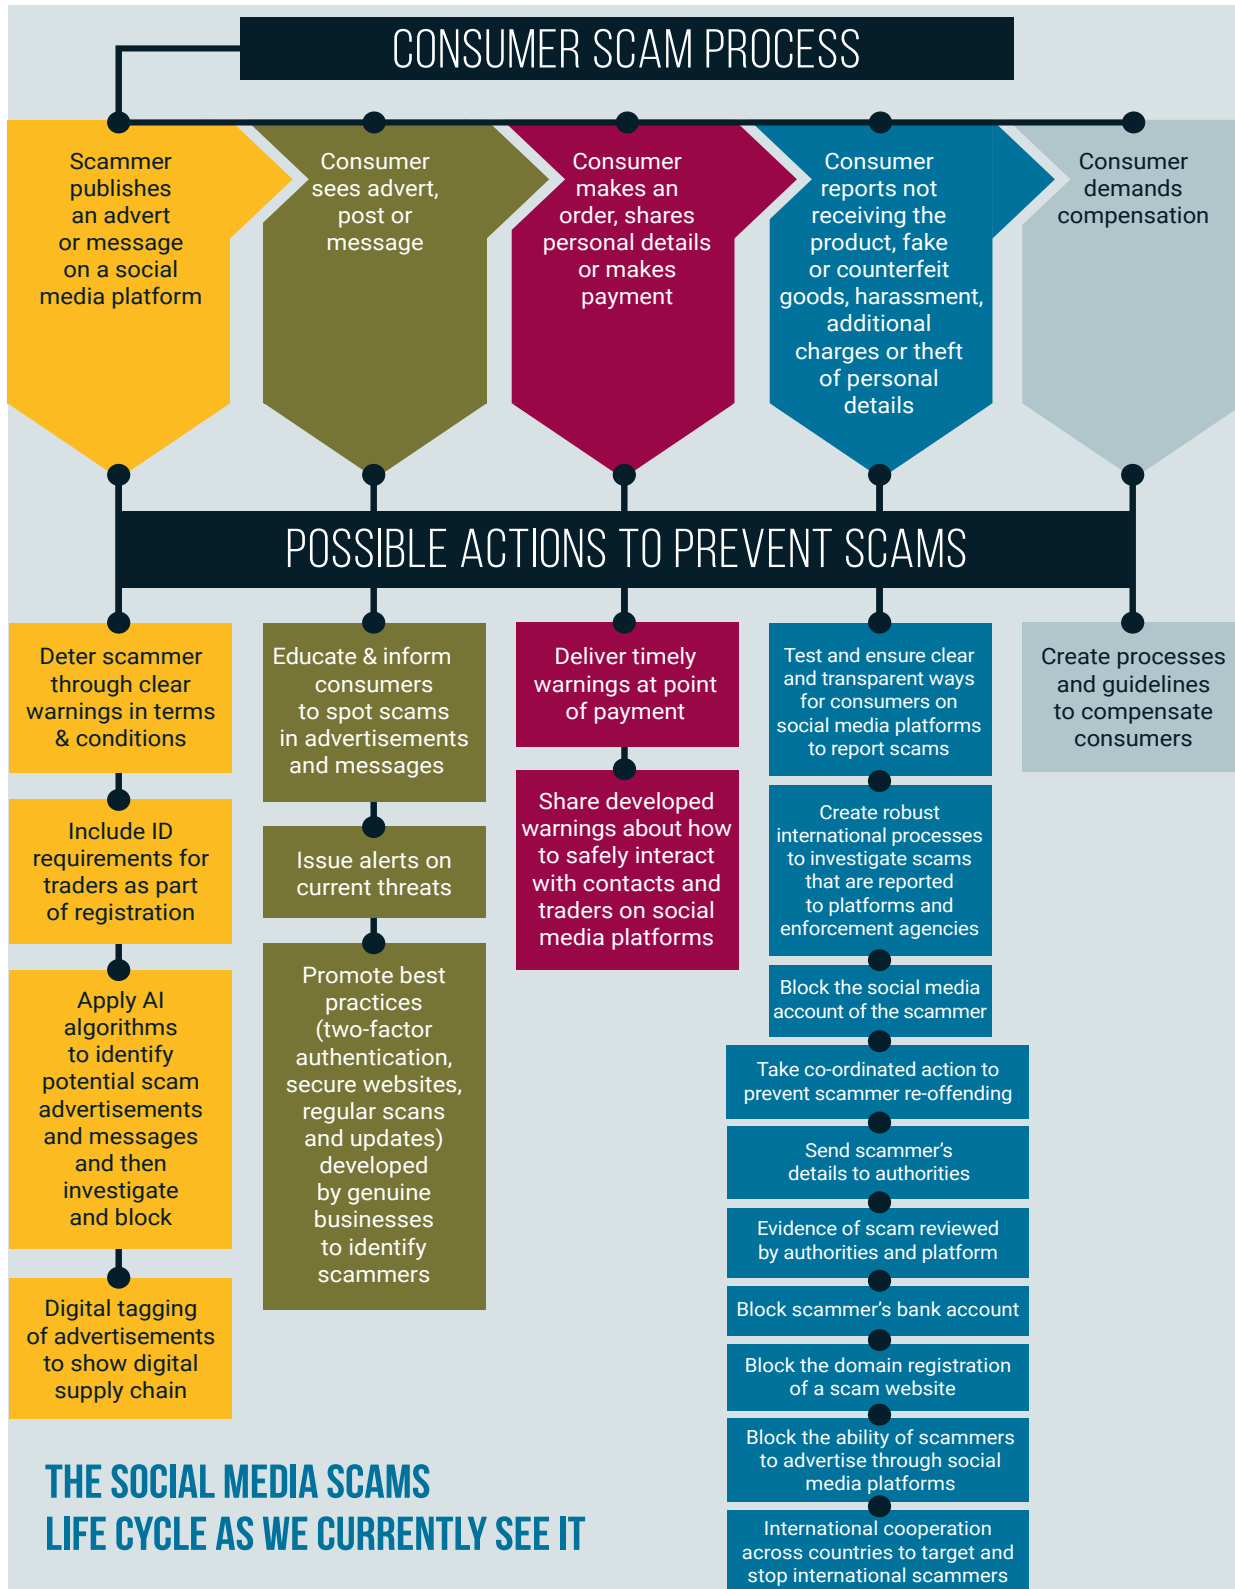 CONSUMER SCAM PROCESS
Scammer
publishes
an advert
or message
on a social
media platform
Consumer
sees advert,
post or
message
Consumer
makes an
order, shares
personal details
or makes
payment
Consumer
reports not
receiving the
product, fake
or counterfeit
goods, harassment,
additional
charges or theft
of personal
details
Consumer
demands
compensation
POSSIBLE ACTIONS TO PREVENT SCAMS
Deter scammer
through clear
warnings in terms
& conditions
Include ID
requirements for
traders as part
of registration
Apply AI
algorithms
to identify
potential scam
advertisements
and messages
and then
investigate
and block
Digital tagging
of advertisements
to show digital
supply chain
Educate & inform
consumers
to spot scams
in advertisements
and messages
Issue alerts on
current threats
Promote best
practices
(two-factor
authentication,
secure websites,
regular scans
and updates)
developed
by genuine
businesses
to identify
scammers
Deliver timely
warnings at point
of payment
Share developed
warnings about how
to safely interact
with contacts and
traders on social
media platforms
Test and ensure clear
and transparent ways
for consumers on
social media platforms
to report scams
Create robust
international processes
to investigate scams
that are reported
to platforms and
enforcement agencies
Block the social media
account of the scammer
Take co-ordinated action to
prevent scammer re-offending
Send scammer’s
details to authorities
Evidence of scam reviewed
by authorities and platform
Block scammer’s bank account
Block the domain registration
of a scam website
Block the ability of scammers
to advertise through social
media platforms
International cooperation
across countries to target and
stop international scammers
Create processes
and guidelines
to compensate
consumers
THE SOCIAL MEDIA SCAMS
LIFE CYCLE AS WE CURRENTLY SEE IT